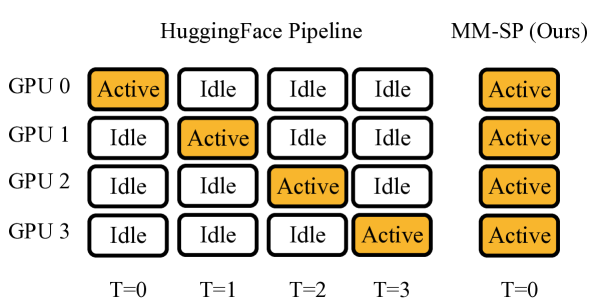 HuggingFace Pipeline MM-SP (Ours)
GPU 0 Active Idle Idle Idle Active
GPU 1 Idle Active Idle Idle Active
GPU 2 Idle Idle Active Idle Active
GPU 3 Idle Idle Idle Active Active
T=0 T=1 T=2 T=3 T=0